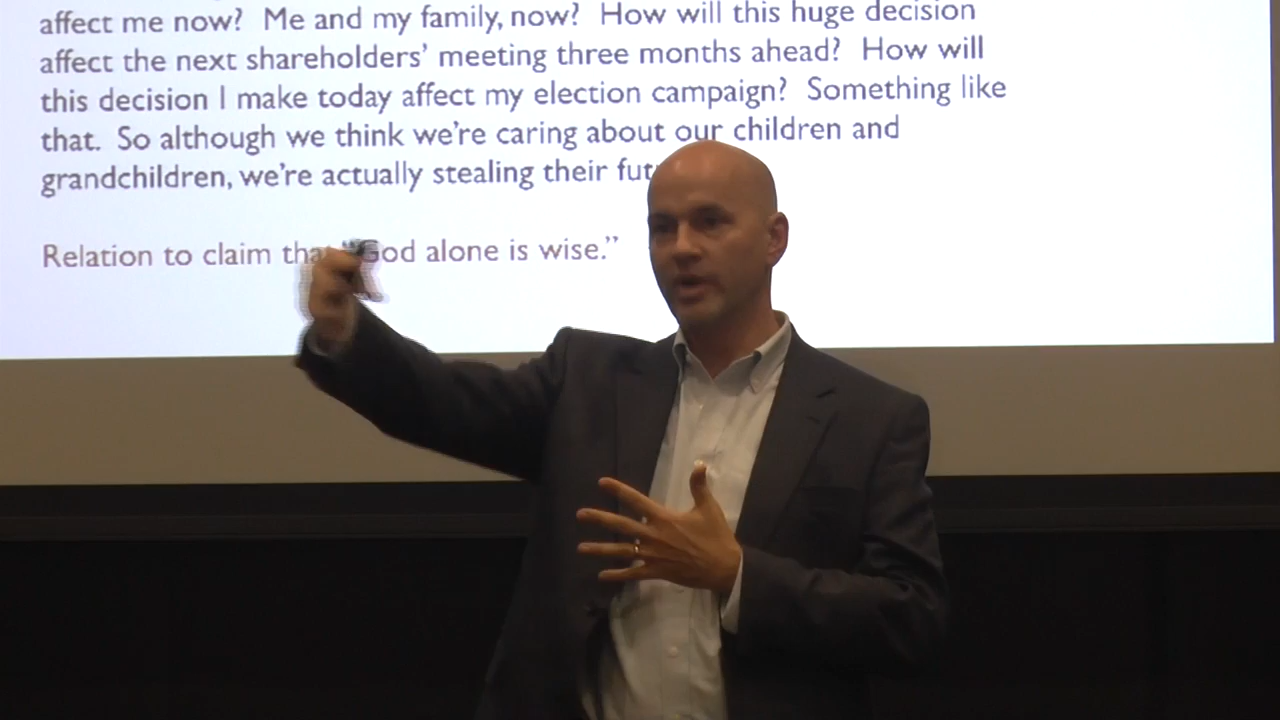 affect me now? Me and my family, now? How will this huge decision
affect the next shareholders' meeting three months ahead? How will
this decision I make today affect my election campaign? Something like
that. So although we think we're caring about our children and
grandchildren, we're actually stealing their
Relation to claim "God alone is wise."